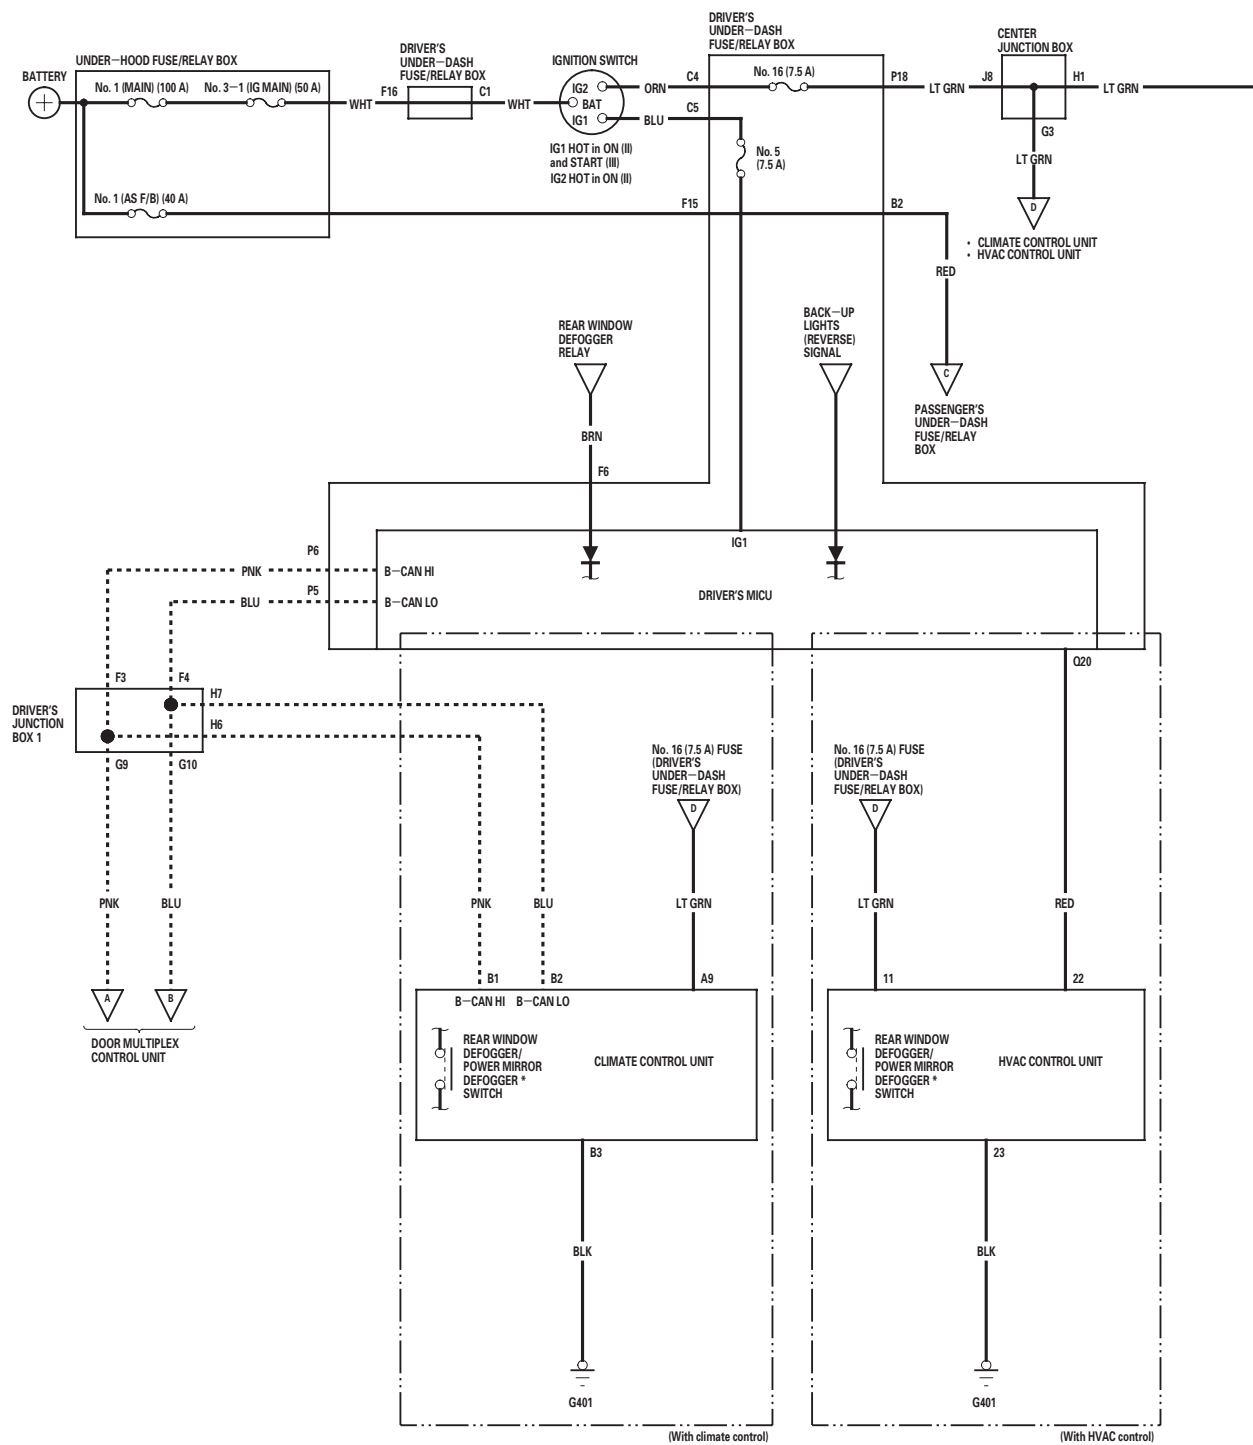 BATTERY
UNDER—HOOD FUSE/RELAY BOX
No. 1 (MAIN) (100 A)
No. 3—1 (IG MAIN) (50 A)
No. 1 (AS F/B) (40 A)
WHT
DRIVER'S
UNDER—DASH
FUSE/RELAY BOX
F16
C1
WHT
IGNITION SWITCH
IG2
BAT
IG1
IG1 HOT in ON (II)
and START (III)
IG2 HOT in ON (II)
ORN
BLU
C4
C5
F15
DRIVER'S
UNDER—DASH
FUSE/RELAY BOX
No. 16 (7.5 A)
No. 5
(7.5 A)
P18
B2
LT GRN
CENTER
JUNCTION BOX
J8
H1
LT GRN
G3
LT GRN
D
• CLIMATE CONTROL UNIT
• HVAC CONTROL UNIT
RED
C
PASSENGER'S
UNDER—DASH
FUSE/RELAY
BOX
REAR WINDOW
DEFOGGER
RELAY
BRN
F6
BACK—UP
LIGHTS
(REVERSE)
SIGNAL
IG1
DRIVER'S MICU
P6
PNK
B—CAN HI
P5
BLU
B—CAN LO
Q20
F3
F4
H7
H6
DRIVER'S
JUNCTION
BOX 1
G9
G10
PNK
BLU
A
B
DOOR MULTIPLEX
CONTROL UNIT
No. 16 (7.5 A) FUSE
(DRIVER'S
UNDER—DASH
FUSE/RELAY BOX)
D
PNK
BLU
LT GRN
B1
B2
A9
B—CAN HI
B—CAN LO
REAR WINDOW
DEFOGGER/
POWER MIRROR
DEFOGGER *
SWITCH
CLIMATE CONTROL UNIT
B3
BLK
G401
(With climate control)
No. 16 (7.5 A) FUSE
(DRIVER'S
UNDER—DASH
FUSE/RELAY BOX)
D
LT GRN
RED
11
22
REAR WINDOW
DEFOGGER/
POWER MIRROR
DEFOGGER *
SWITCH
HVAC CONTROL UNIT
23
BLK
G401
(With HVAC control)